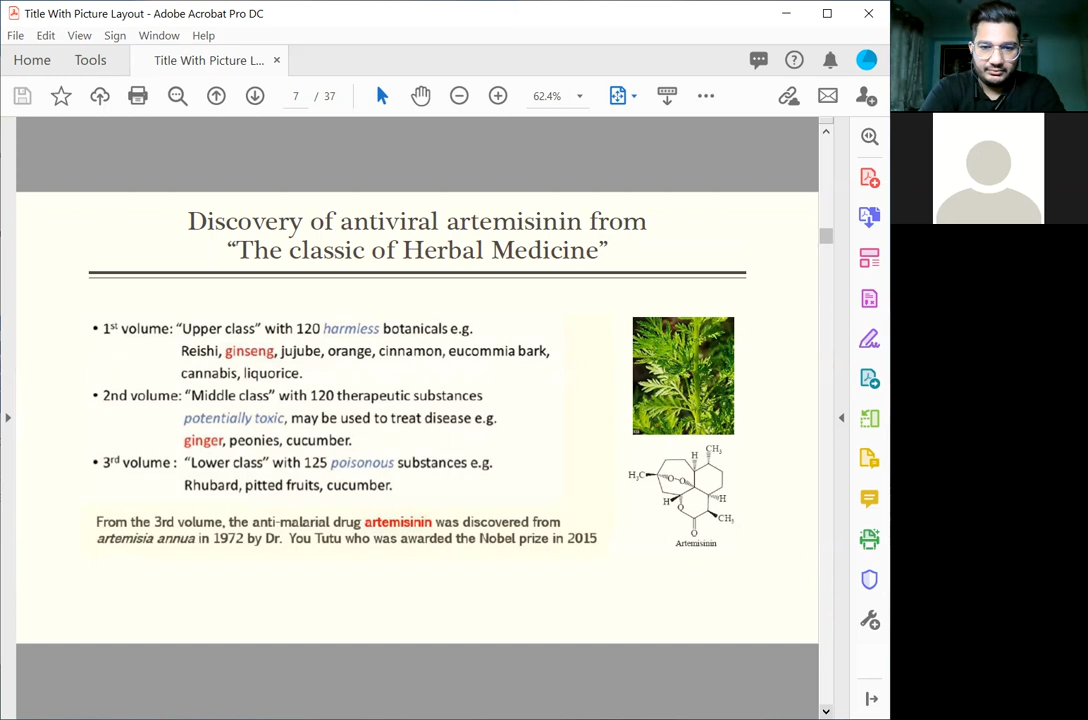 Title With Picture Layout - Adobe Acrobat Pro DC
File Edit View Sign Window Help
Home Tools Title With Picture L... ×
7 / 37 62.4%
Discovery of antiviral artemisinin from
“The classic of Herbal Medicine”
• 1st volume: “Upper class” with 120 harmless botanicals e.g.
Reishi, ginseng, jujube, orange, cinnamon, eucommia bark,
cannabis, liquorice.
• 2nd volume: “Middle class” with 120 therapeutic substances
potentially toxic, may be used to treat disease e.g.
ginger, peonies, cucumber.
• 3rd volume : “Lower class” with 125 poisonous substances e.g.
Rhubard, pitted fruits, cucumber.
From the 3rd volume, the anti-malarial drug artemisinin was discovered from
artemisia annua in 1972 by Dr. You Tutu who was awarded the Nobel prize in 2015
CH3
H
H3C
O O
H
H
O
CH3
O
Artemisinin